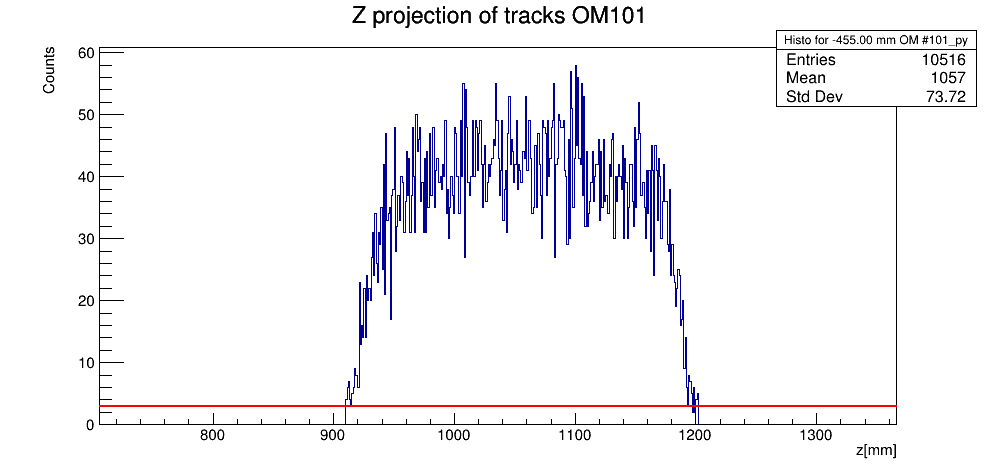 Z projection of tracks OM101
Histo for -455.00 mm OM #101_py
Entries 10516
Mean 1057
Std Dev 73.72
Counts
60
50
40
30
20
10
0
800 900 1000 1100 1200 1300
z[mm]